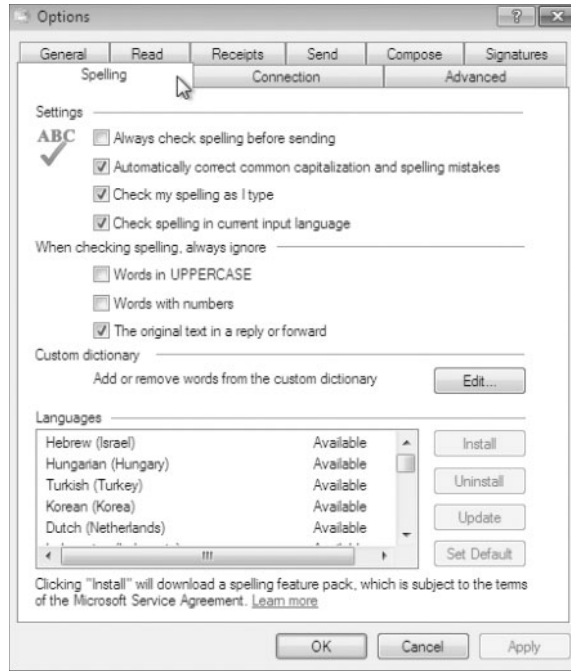 Options
General Read Receipts Send Compose Signatures
Spelling Connection Advanced
Settings
ABC
Always check spelling before sending
Automatically correct common capitalization and spelling mistakes
Check my spelling as I type
Check spelling in current input language
When checking spelling, always ignore
Words in UPPERCASE
Words with numbers
The original text in a reply or forward
Custom dictionary
Add or remove words from the custom dictionary Edit...
Languages
Hebrew (Israel) Available Install
Hungarian (Hungary) Available
Turkish (Turkey) Available Uninstall
Korean (Korea) Available Update
Dutch (Netherlands) Available
Set Default
Clicking "Install" will download a spelling feature pack, which is subject to the terms
of the Microsoft Service Agreement. Learn more
OK Cancel Apply